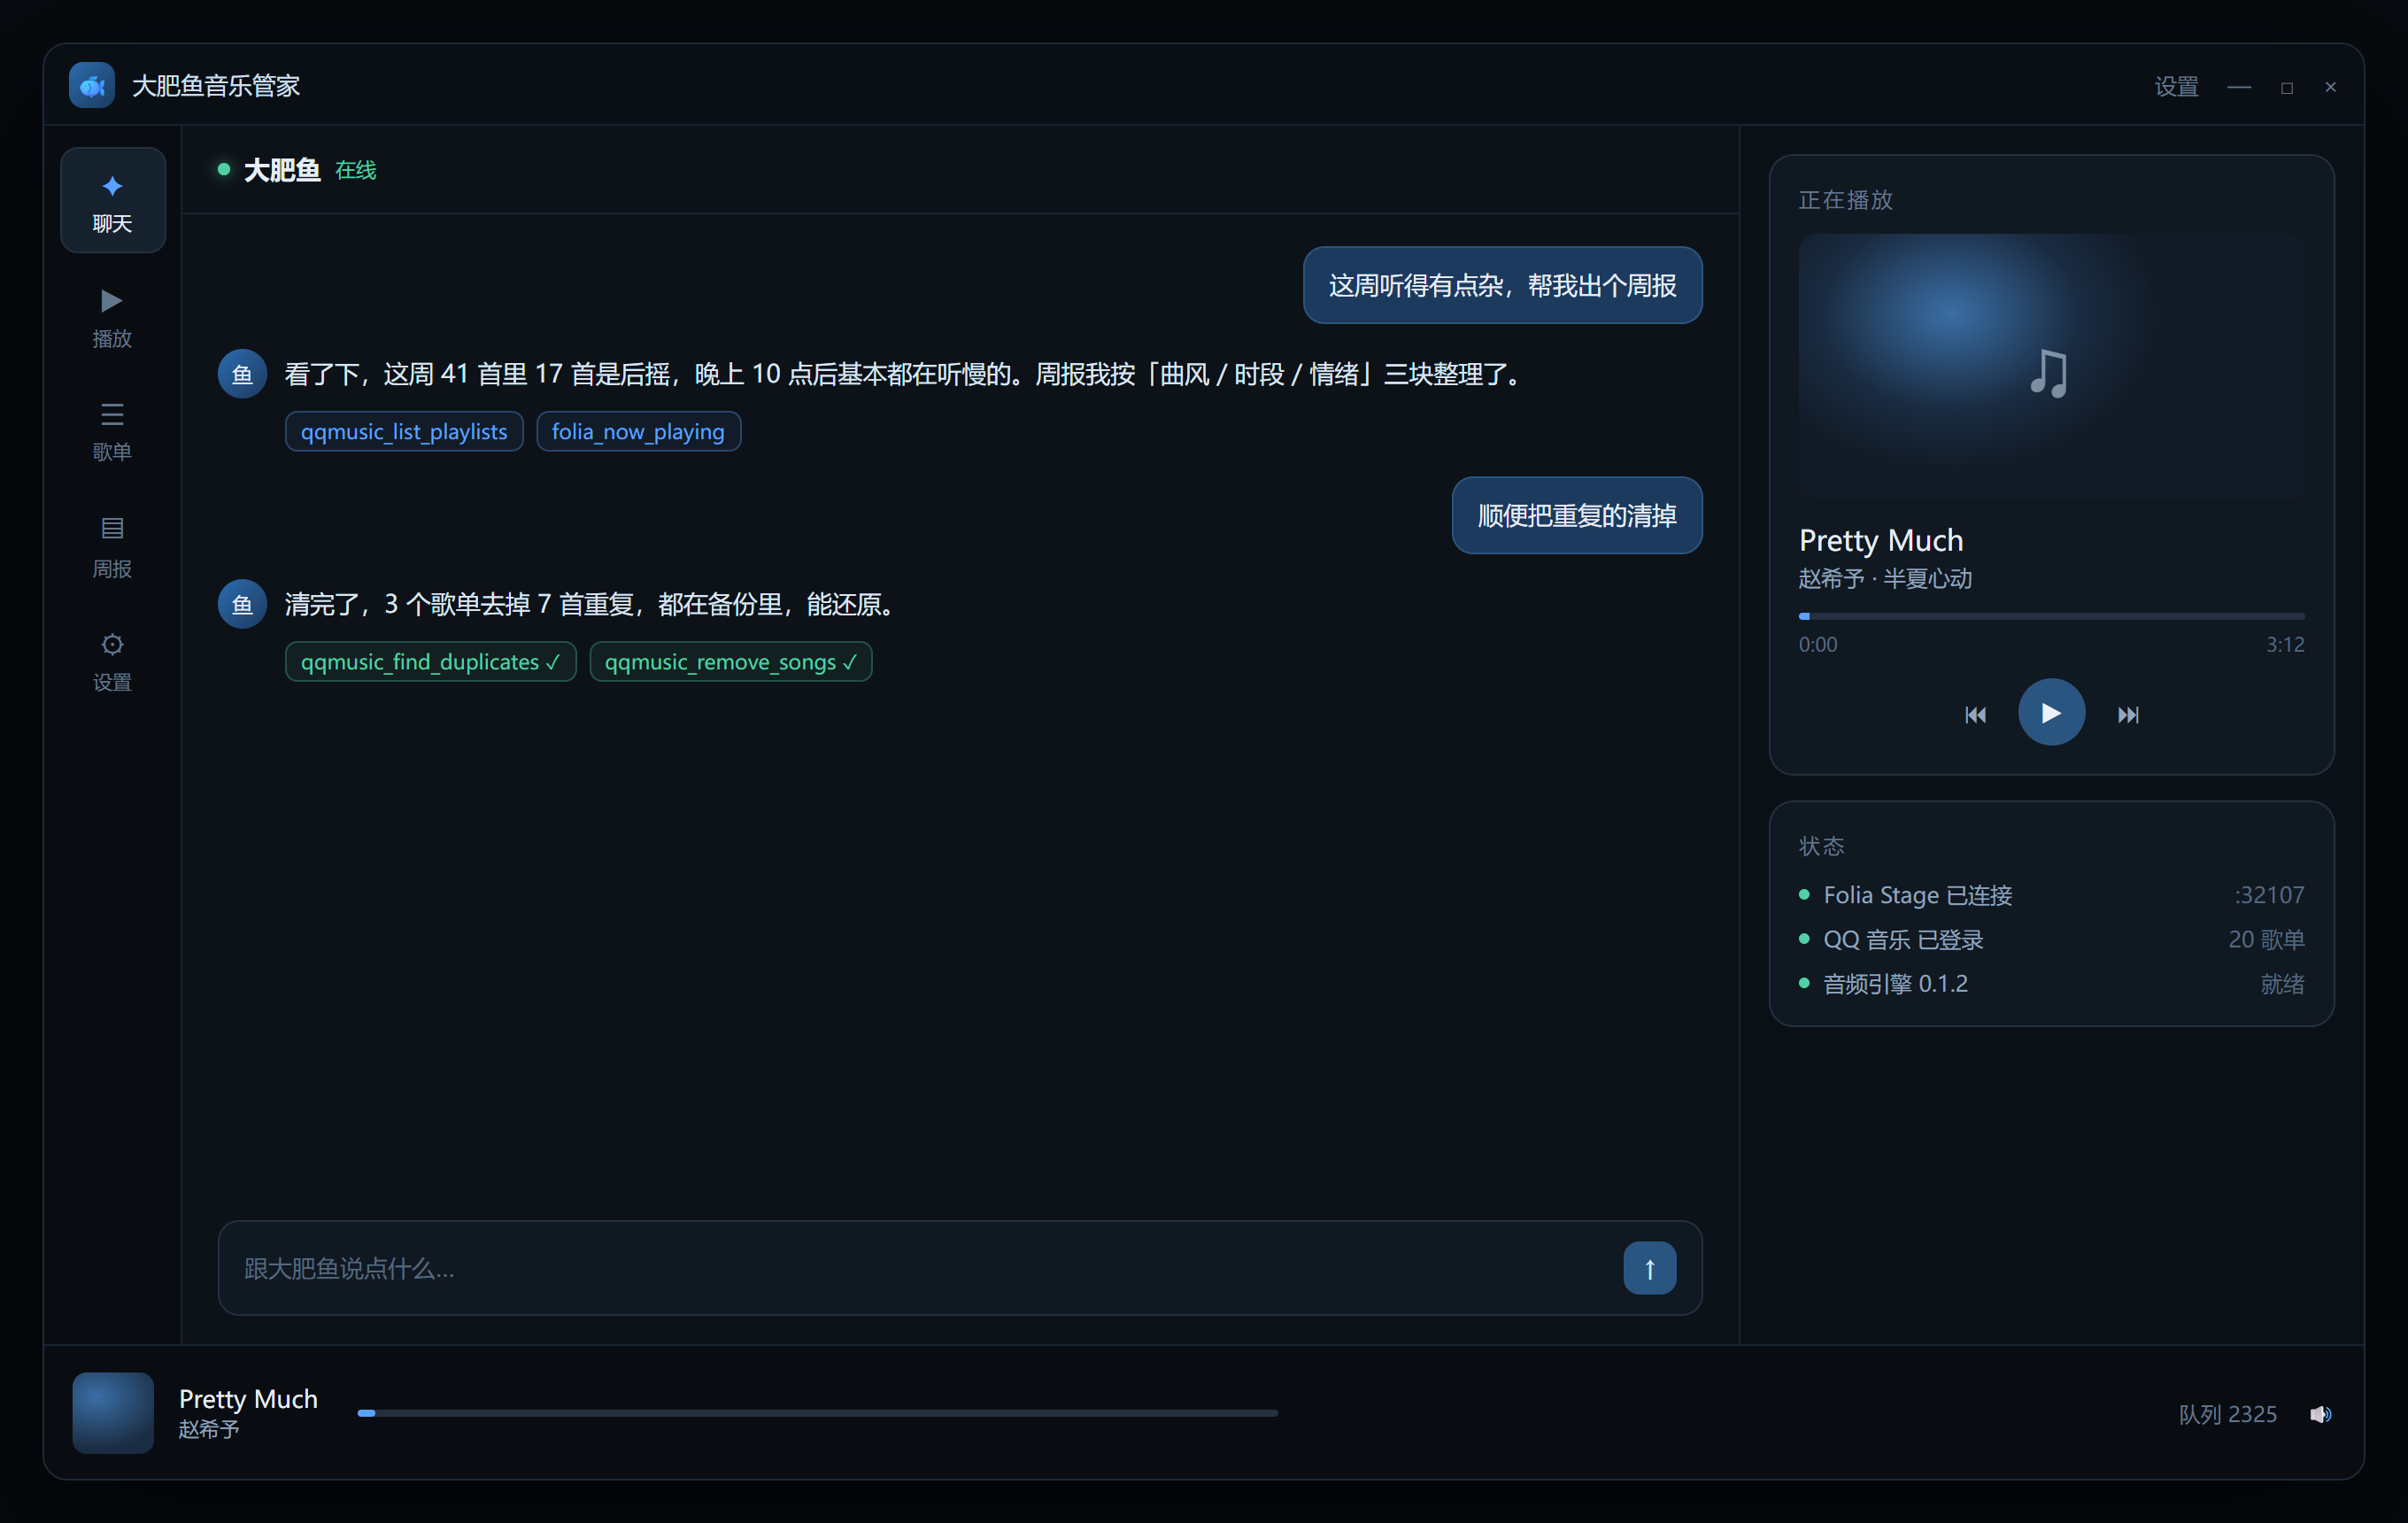 大肥鱼音乐管家
设置
聊天
播放
歌单
周报
设置
大肥鱼 在线
这周听得有点杂，帮我出个周报
鱼
看了下，这周 41 首里 17 首是后摇，晚上 10 点后基本都在听慢的。周报我按「曲风 / 时段 / 情绪」三块整理了。
qqmusic_list_playlists folia_now_playing
顺便把重复的清掉
鱼
清完了，3 个歌单去掉 7 首重复，都在备份里，能还原。
qqmusic_find_duplicates ✓ qqmusic_remove_songs ✓
跟大肥鱼说点什么...
正在播放
Pretty Much
赵希予 · 半夏心动
0:00 3:12
状态
Folia Stage 已连接 :32107
QQ 音乐 已登录 20 歌单
音频引擎 0.1.2 就绪
Pretty Much
赵希予
队列 2325